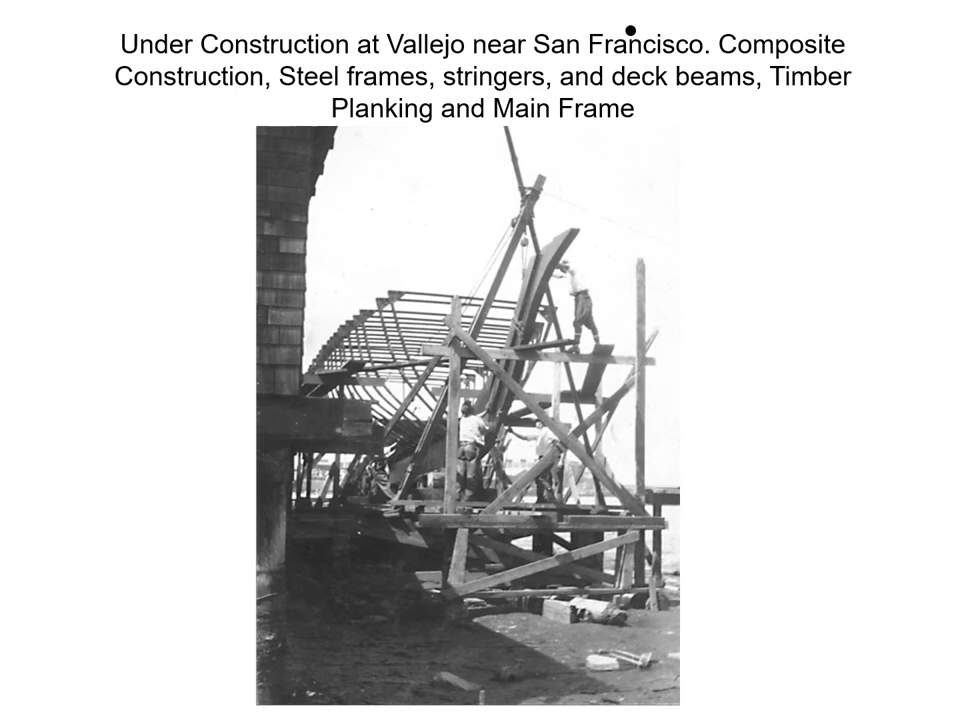 Under Construction at Vallejo near San Francisco. Composite
Construction, Steel frames, stringers, and deck beams, Timber
Planking and Main Frame